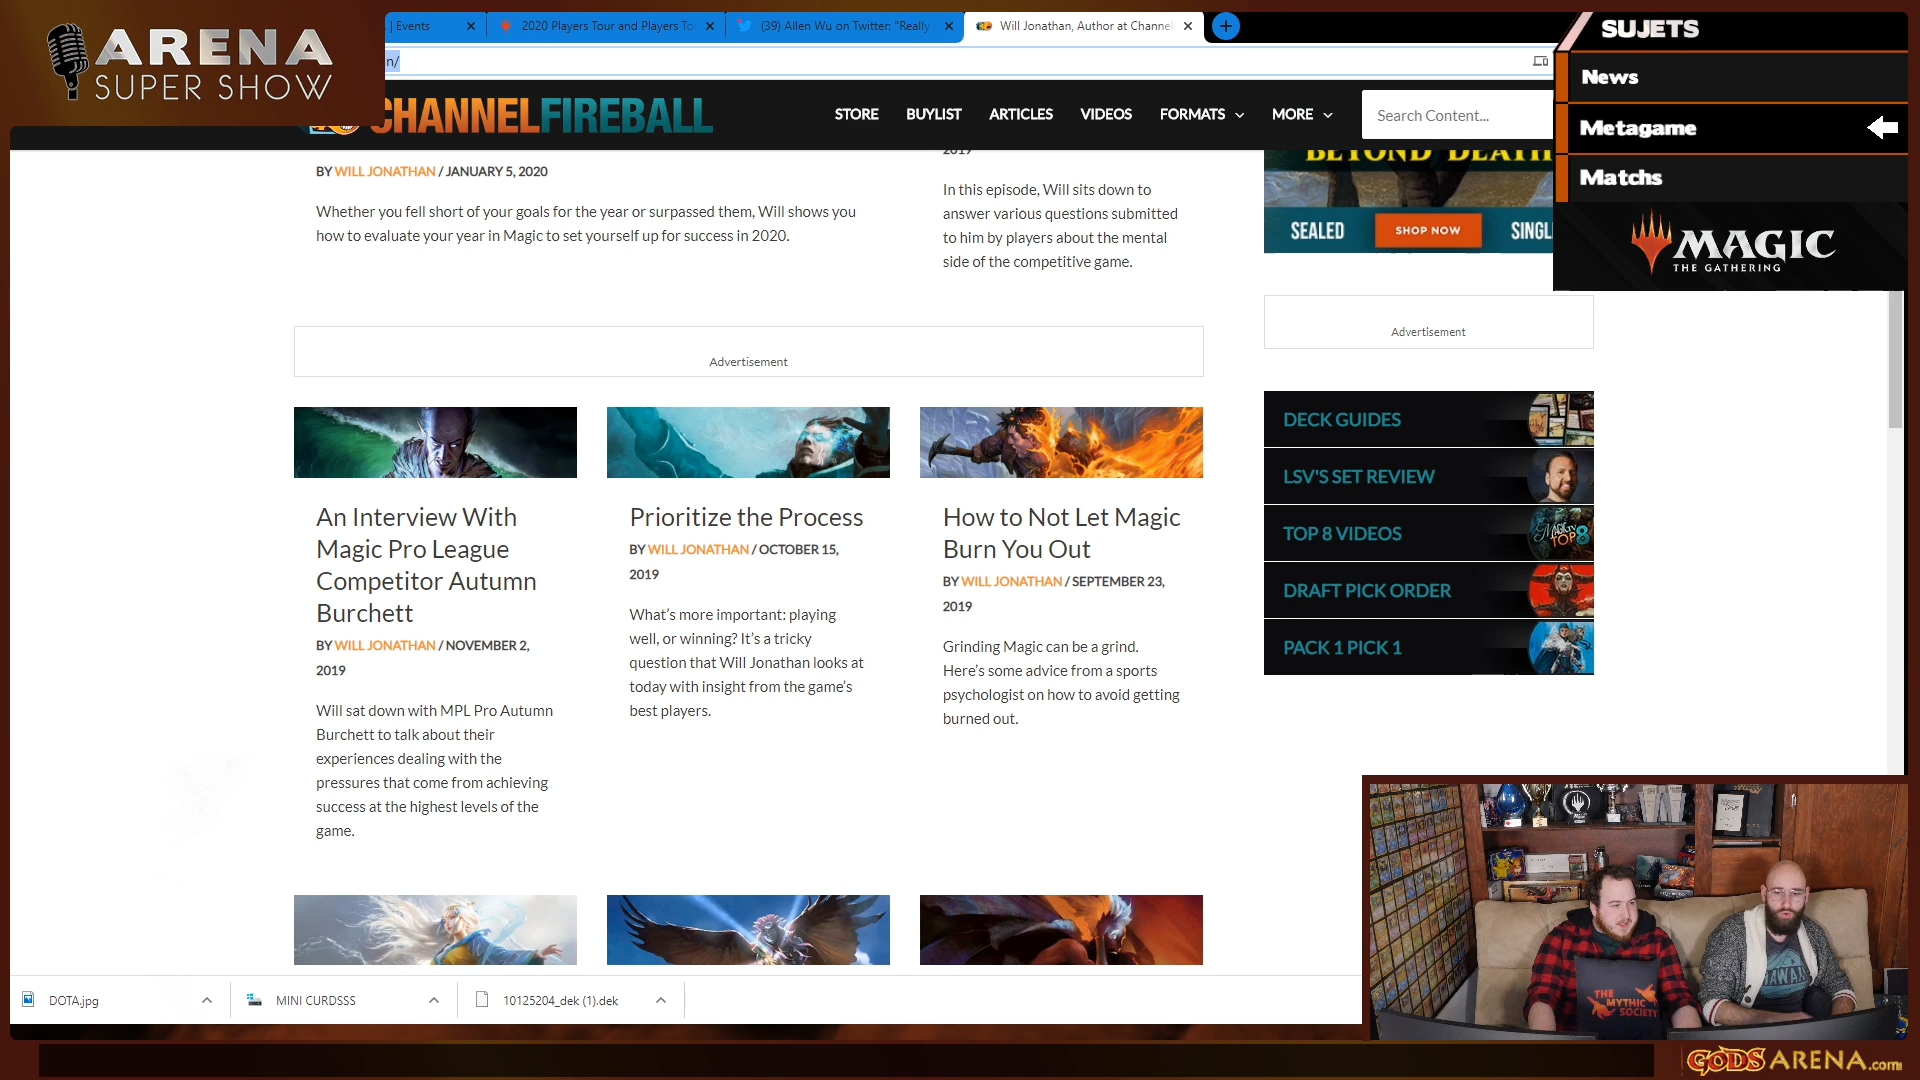 ARENA
SUPER SHOW
| Events
2020 Players Tour and Players To
(39) Allen Wu on Twitter: "Really
Will Jonathan, Author at Channel
n/
CHANNELFIREBALL
STORE
BUYLIST
ARTICLES
VIDEOS
FORMATS
MORE
Search Content...
SUJETS
News
Metagame
Matchs
MAGIC
THE GATHERING
BY WILL JONATHAN / JANUARY 5, 2020
Whether you fell short of your goals for the year or surpassed them, Will shows you
how to evaluate your year in Magic to set yourself up for success in 2020.
2019
In this episode, Will sits down to
answer various questions submitted
to him by players about the mental
side of the competitive game.
BEYOND DEATH
SEALED
SHOP NOW
SINGL
Advertisement
Advertisement
An Interview With
Magic Pro League
Competitor Autumn
Burchett
BY WILL JONATHAN / NOVEMBER 2,
2019
Will sat down with MPL Pro Autumn
Burchett to talk about their
experiences dealing with the
pressures that come from achieving
success at the highest levels of the
game.
Prioritize the Process
BY WILL JONATHAN / OCTOBER 15,
2019
What's more important: playing
well, or winning? It's a tricky
question that Will Jonathan looks at
today with insight from the game's
best players.
How to Not Let Magic
Burn You Out
BY WILL JONATHAN / SEPTEMBER 23,
2019
Grinding Magic can be a grind.
Here's some advice from a sports
psychologist on how to avoid getting
burned out.
DECK GUIDES
LSV'S SET REVIEW
TOP 8 VIDEOS
MAGIC TV
TOP 8
DRAFT PICK ORDER
PACK 1 PICK 1
THE
MYTHIC
SOCIETY
DOTA.jpg
MINI CURDSSS
10125204_dek (1).dek
GODSARENA.com